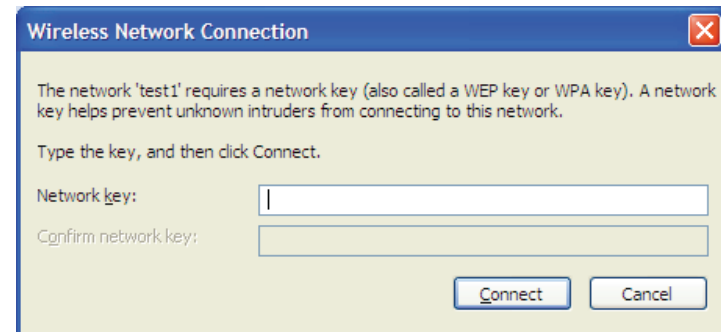 Wireless Network Connection
The network 'test1' requires a network key (also called a WEP key or WPA key). A network
key helps prevent unknown intruders from connecting to this network.
Type the key, and then click Connect.
Network key:
Confirm network key:
Connect Cancel